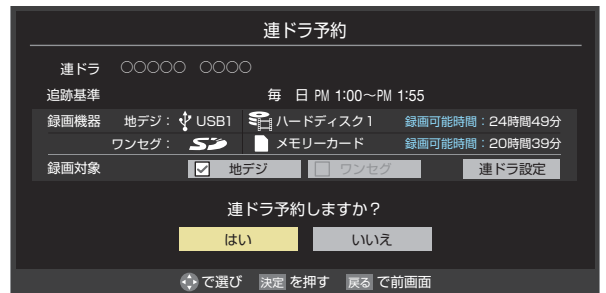 連ドラ予約
連ドラ ○○○○○ ○○○○
追跡基準 毎 日 PM 1:00～PM 1:55
録画機器 地デジ： USB1 ハードディスク1 録画可能時間：24時間49分
ワンセグ： SD メモリーカード 録画可能時間：20時間39分
録画対象 地デジ ワンセグ 連ドラ設定
連ドラ予約しますか？
はい いいえ
で選び 決定 を押す 戻る で前画面